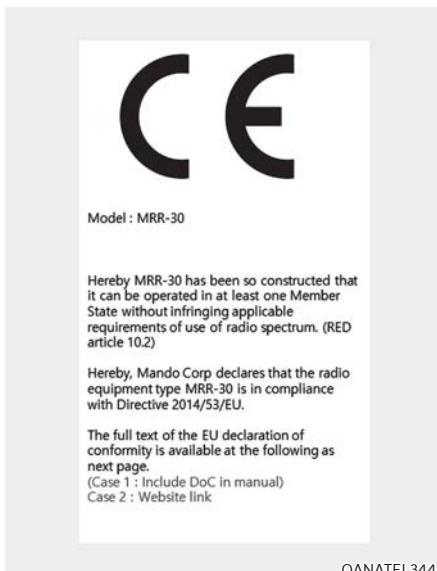 CE
Model : MRR-30
Hereby MRR-30 has been so constructed that
it can be operated in at least one Member
State without infringing applicable
requirements of use of radio spectrum. (RED
article 10.2)
Hereby, Mando Corp declares that the radio
equipment type MRR-30 is in compliance
with Directive 2014/53/EU.
The full text of the EU declaration of
conformity is available at the following as
next page.
(Case 1 : Include DoC in manual)
Case 2 : Website link